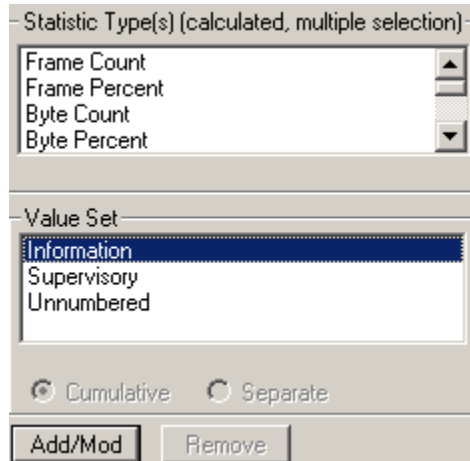 Statistic Type(s) (calculated, multiple selection)
Frame Count
Frame Percent
Byte Count
Byte Percent
Value Set
Information
Supervisory
Unnumbered
Cumulative Separate
Add/Mod Remove